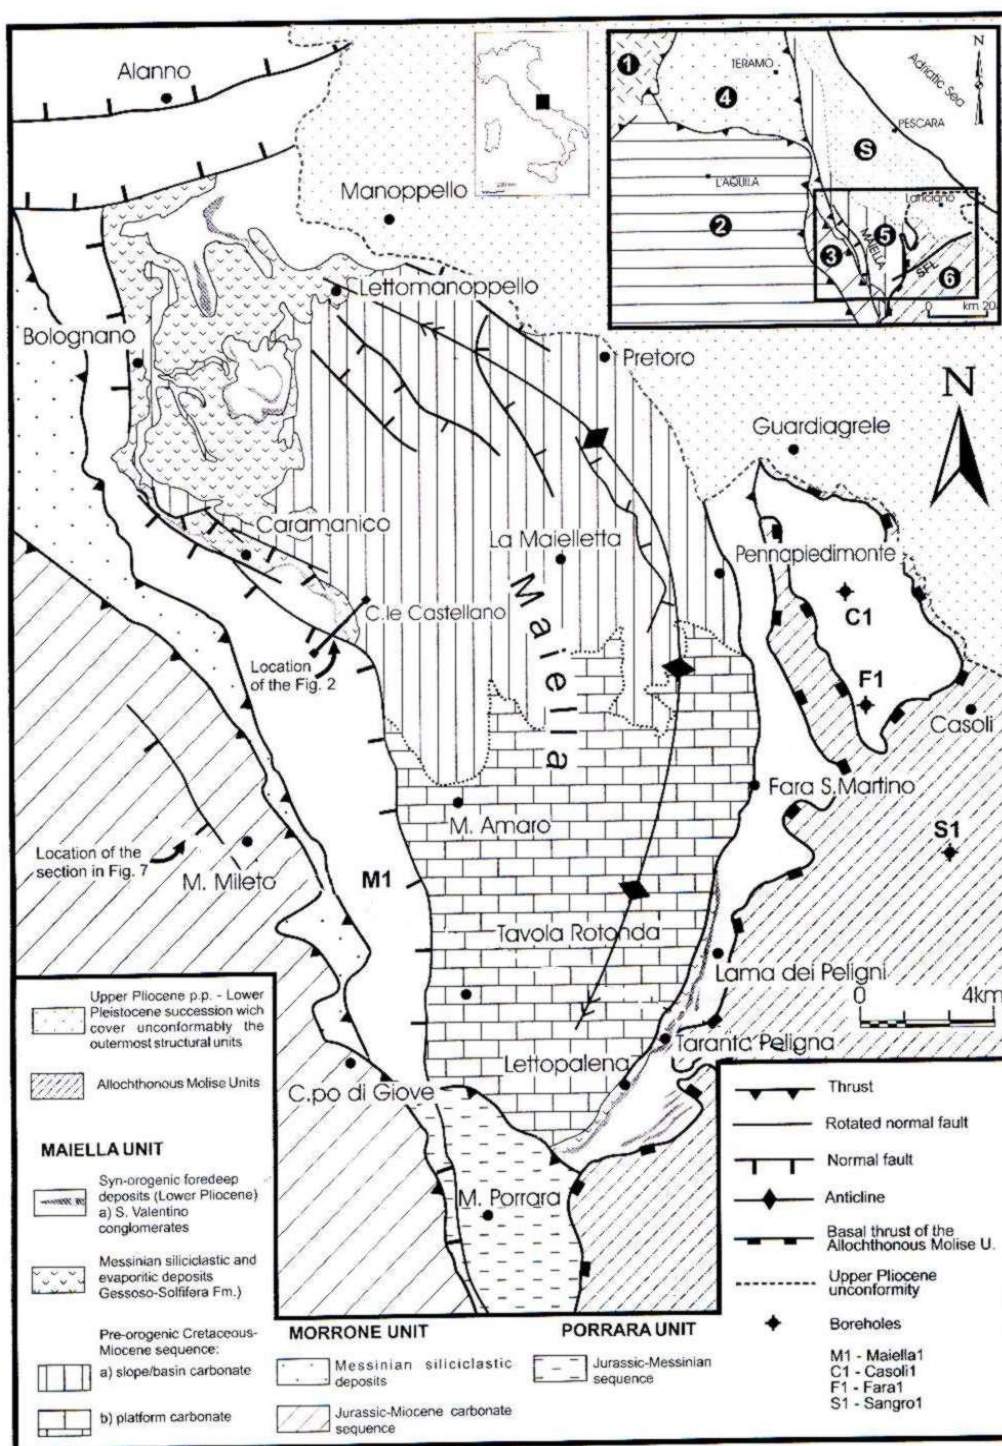 Alanno
Manoppello
Lettomanoppello
Bolognano
Pretoro
Guardiagrele
Caramanico
La Maielletta
Pennapiedimonte
C.le Castellano
Location
of the Fig. 2
Maiella
C1
F1
Casoli
Fara S.Martino
M. Amaro
S1
Location of the
section in Fig. 7
M. Mileto
M1
Tavola Rotonda
Lama dei Peligni
0 4km
Taranta Peligna
Lettopalena
C.po di Giove
M. Porrara
N
1
TERAMO
4
Adriatic Sea
N
PESCARA
S
L'AQUILA
2
Lanciano
5
MAIELLA
3
SFL
6
0 km 20
Upper Pliocene p.p. - Lower
Pleistocene succession wich
cover unconformably the
outermost structural units
Allochthonous Molise Units
MAIELLA UNIT
Syn-orogenic foredeep
deposits (Lower Pliocene)
a) S. Valentino
conglomerates
Messinian siliciclastic and
evaporitic deposits
Gessoso-Solfifera Fm.)
Pre-orogenic Cretaceous-
Miocene sequence:
a) slope/basin carbonate
b) platform carbonate
MORRONE UNIT
Messinian siliciclastic
deposits
Jurassic-Miocene carbonate
sequence
PORRARA UNIT
Jurassic-Messinian
sequence
Thrust
Rotated normal fault
Normal fault
Anticline
Basal thrust of the
Allochthonous Molise U.
Upper Pliocene
unconformity
Boreholes
M1 - Maiella1
C1 - Casoli1
F1 - Fara1
S1 - Sangro1